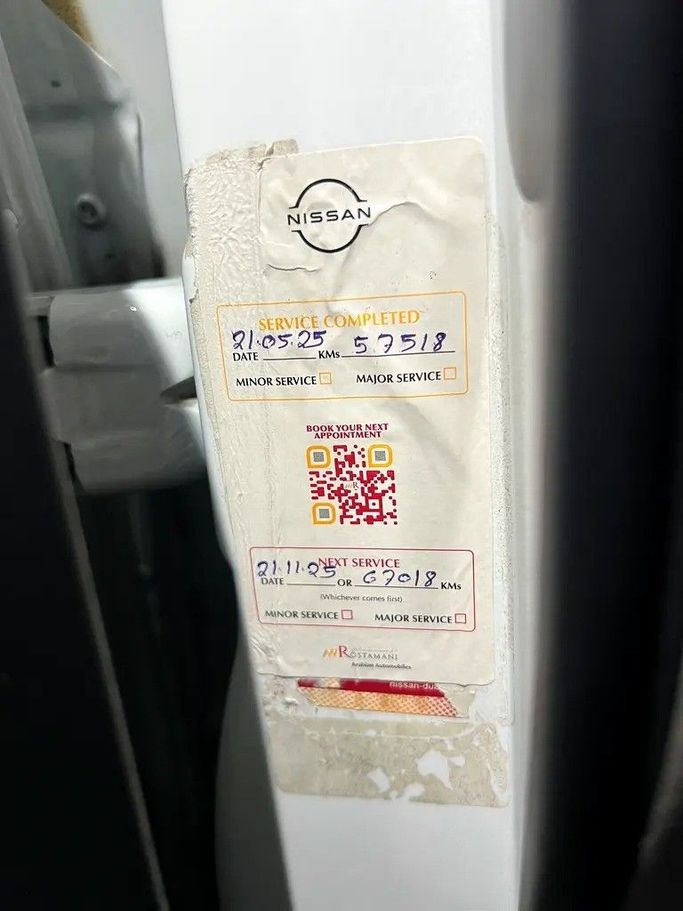 NISSAN
SERVICE COMPLETED
21.05.25 57518
DATE KMs
MINOR SERVICE MAJOR SERVICE
BOOK YOUR NEXT
APPOINTMENT
NEXT SERVICE
21.11.25 67018
DATE OR KMs
(Whichever comes first)
MINOR SERVICE MAJOR SERVICE
ROSTAMANI
Arabian Automobiles
nissan-du